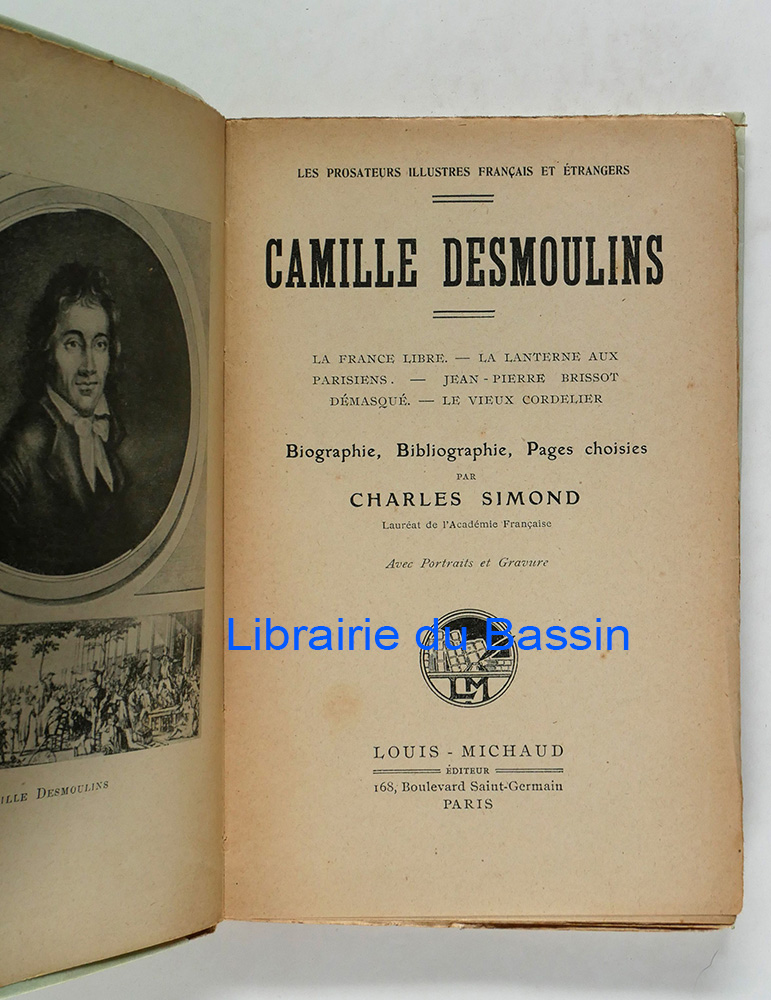 LES PROSATEURS ILLUSTRES FRANÇAIS ET ÉTRANGERS
CAMILLE DESMOULINS
LA FRANCE LIBRE. — LA LANTERNE AUX
PARISIENS. — JEAN-PIERRE BRISSOT
DÉMASQUÉ. — LE VIEUX CORDELIER
Biographie, Bibliographie, Pages choisies
PAR
CHARLES SIMOND
Lauréat de l'Académie Française
Avec Portraits et Gravure
Librairie du Bassin
LM
LOUIS - MICHAUD
ÉDITEUR
168, Boulevard Saint-Germain
PARIS
ILLE DESMOULINS